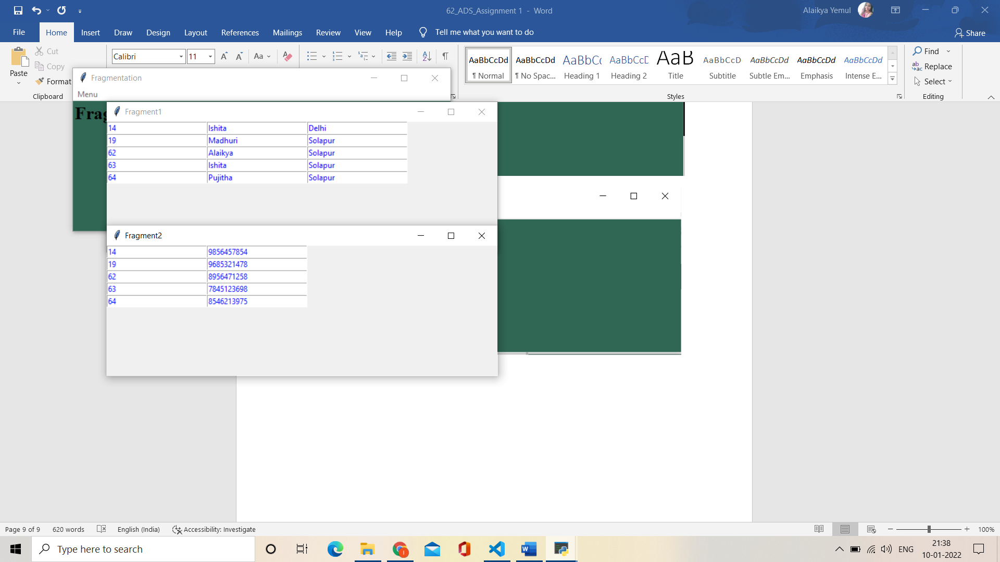 62_ADS_Assignment 1 - Word
Alaikya Yemul
File Home Insert Draw Design Layout References Mailings Review View Help Tell me what you want to do Share
Paste
Cut
Copy
Format
Clipboard
Calibri 11
Aa
AaBbCcDd AaBbCcDd AaBbCc AaBbCcD AaB AaBbCcD AaBbCcDd AaBbCcDd AaBbCcDd
¶ Normal ¶ No Spac... Heading 1 Heading 2 Title Subtitle Subtle Em... Emphasis Intense E...
Styles
Find
Replace
Select
Editing
Fragmentation
Menu
Frag
Fragment1
14 Ishita Delhi
19 Madhuri Solapur
62 Alaikya Solapur
63 Ishita Solapur
64 Pujitha Solapur
Fragment2
14 9856457854
19 9685321478
62 8956471258
63 7845123698
64 8546213975
Page 9 of 9 620 words English (India) Accessibility: Investigate 100%
Type here to search
ENG
21:38
10-01-2022